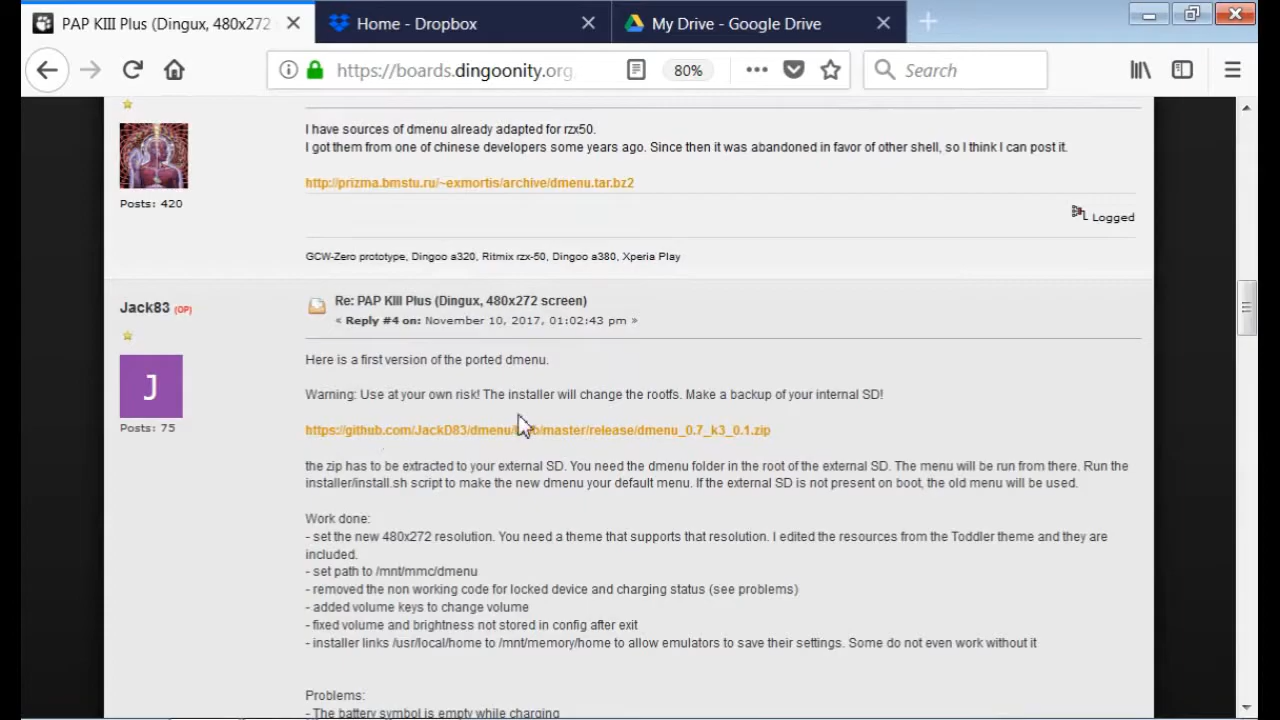 PAP KIII Plus (Dingux, 480x272
Home - Dropbox
My Drive - Google Drive
https://boards.dingoonity.org
80%
Search
I have sources of dmenu already adapted for rzx50.
I got them from one of chinese developers some years ago. Since then it was abandoned in favor of other shell, so I think I can post it.
Posts: 420
http://prizma.bmstu.ru/~exmortis/archive/dmenu.tar.bz2
Logged
GCW-Zero prototype, Dingoo a320, Ritmix rzx-50, Dingoo a380, Xperia Play
Jack83 (OP)
J
Posts: 75
Re: PAP KIII Plus (Dingux, 480x272 screen)
« Reply #4 on: November 10, 2017, 01:02:43 pm »
Here is a first version of the ported dmenu.
Warning: Use at your own risk! The installer will change the rootfs. Make a backup of your internal SD!
https://github.com/JackD83/dmenu/blob/master/release/dmenu_0.7_k3_0.1.zip
the zip has to be extracted to your external SD. You need the dmenu folder in the root of the external SD. The menu will be run from there. Run the
installer/install.sh script to make the new dmenu your default menu. If the external SD is not present on boot, the old menu will be used.
Work done:
- set the new 480x272 resolution. You need a theme that supports that resolution. I edited the resources from the Toddler theme and they are
included.
- set path to /mnt/mmc/dmenu
- removed the non working code for locked device and charging status (see problems)
- added volume keys to change volume
- fixed volume and brightness not stored in config after exit
- installer links /usr/local/home to /mnt/memory/home to allow emulators to save their settings. Some do not even work without it
Problems:
- The battery symbol is empty while charging